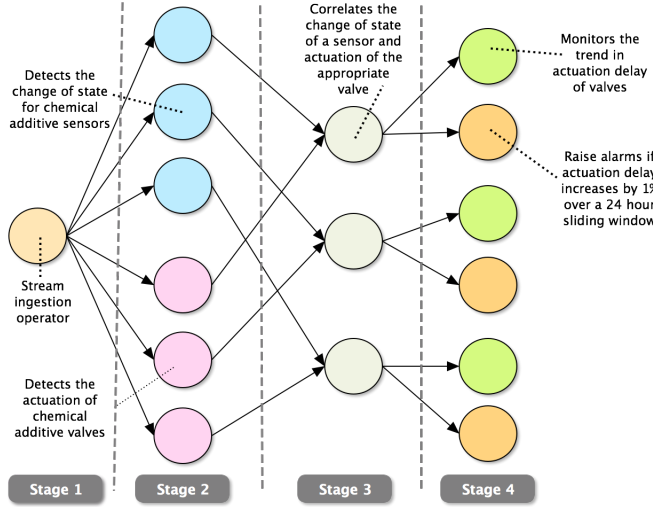 Correlates the
change of state
of a sensor and
actuation of the
appropriate
valve
Monitors the
trend in
actuation delay
of valves
Detects the
change of state
for chemical
additive sensors
Raise alarms if
actuation delay
increases by 1%
over a 24 hour
sliding window
Stream
ingestion
operator
Detects the
actuation of
chemical
additive valves
Stage 1
Stage 2
Stage 3
Stage 4